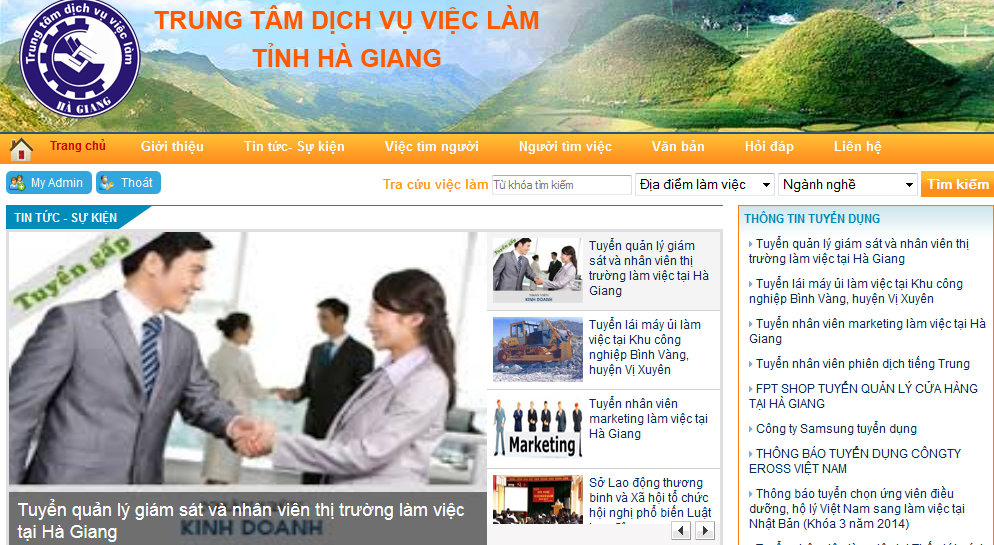 Trung tâm dịch vụ việc làm
HÀ GIANG
TRUNG TÂM DỊCH VỤ VIỆC LÀM
TỈNH HÀ GIANG
Trang chủ Giới thiệu Tin tức- Sự kiện Việc tìm người Người tìm việc Văn bản Hỏi đáp Liên hệ
My Admin Thoát
Tra cứu việc làm Từ khóa tìm kiếm Địa điểm làm việc Ngành nghề Tìm kiếm
TIN TỨC - SỰ KIỆN
Tuyển gấp
Tuyển quản lý giám sát và nhân viên thị trường làm việc
tại Hà Giang
KINH DOANH
Tuyển gấp
KINH DOANH
Tuyển quản lý giám
sát và nhân viên thị
trường làm việc tại Hà
Giang
Tuyển lái máy ủi làm
việc tại Khu công
nghiệp Bình Vàng,
huyện Vị Xuyên
Marketing
Tuyển nhân viên
marketing làm việc tại
Hà Giang
Sở Lao động thương
binh và Xã hội tổ chức
hội nghị phổ biến Luật
THÔNG TIN TUYỂN DỤNG
Tuyển quản lý giám sát và nhân viên thị
trường làm việc tại Hà Giang
Tuyển lái máy ủi làm việc tại Khu công
nghiệp Bình Vàng, huyện Vị Xuyên
Tuyển nhân viên marketing làm việc tại Hà
Giang
Tuyển nhân viên phiên dịch tiếng Trung
FPT SHOP TUYỂN QUẢN LÝ CỬA HÀNG
TẠI HÀ GIANG
Công ty Samsung tuyển dụng
THÔNG BÁO TUYỂN DỤNG CÔNGTY
EROSS VIỆT NAM
Thông báo tuyển chọn ứng viên điều
dưỡng, hộ lý Việt Nam sang làm việc tại
Nhật Bản (Khóa 3 năm 2014)